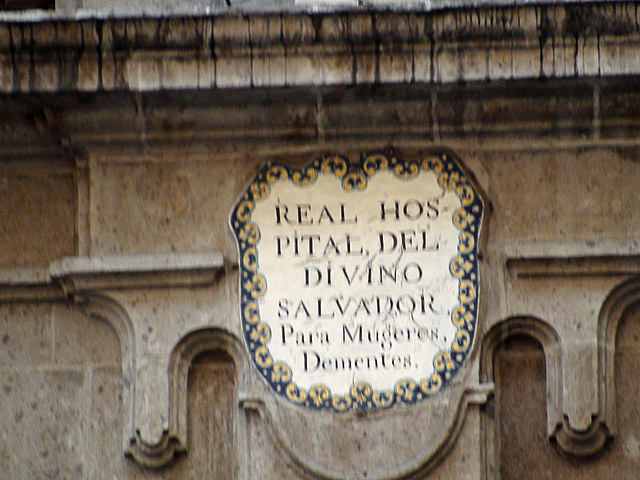 REAL HOS-
PITAL, DEL
DIVINO
SALVADOR
Para Mugeres,
Dementes.